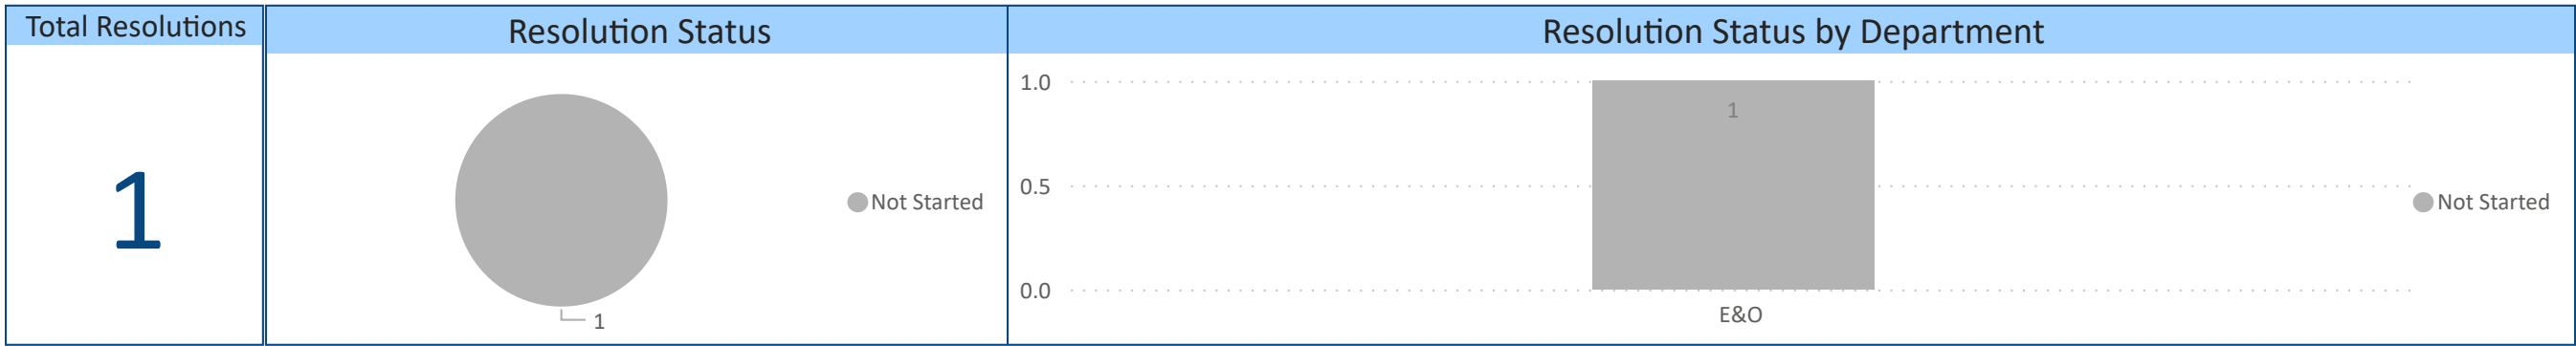 Total Resolutions
1
Resolution Status
1
Not Started
Resolution Status by Department
1.0
0.5
0.0
1
E&O
Not Started